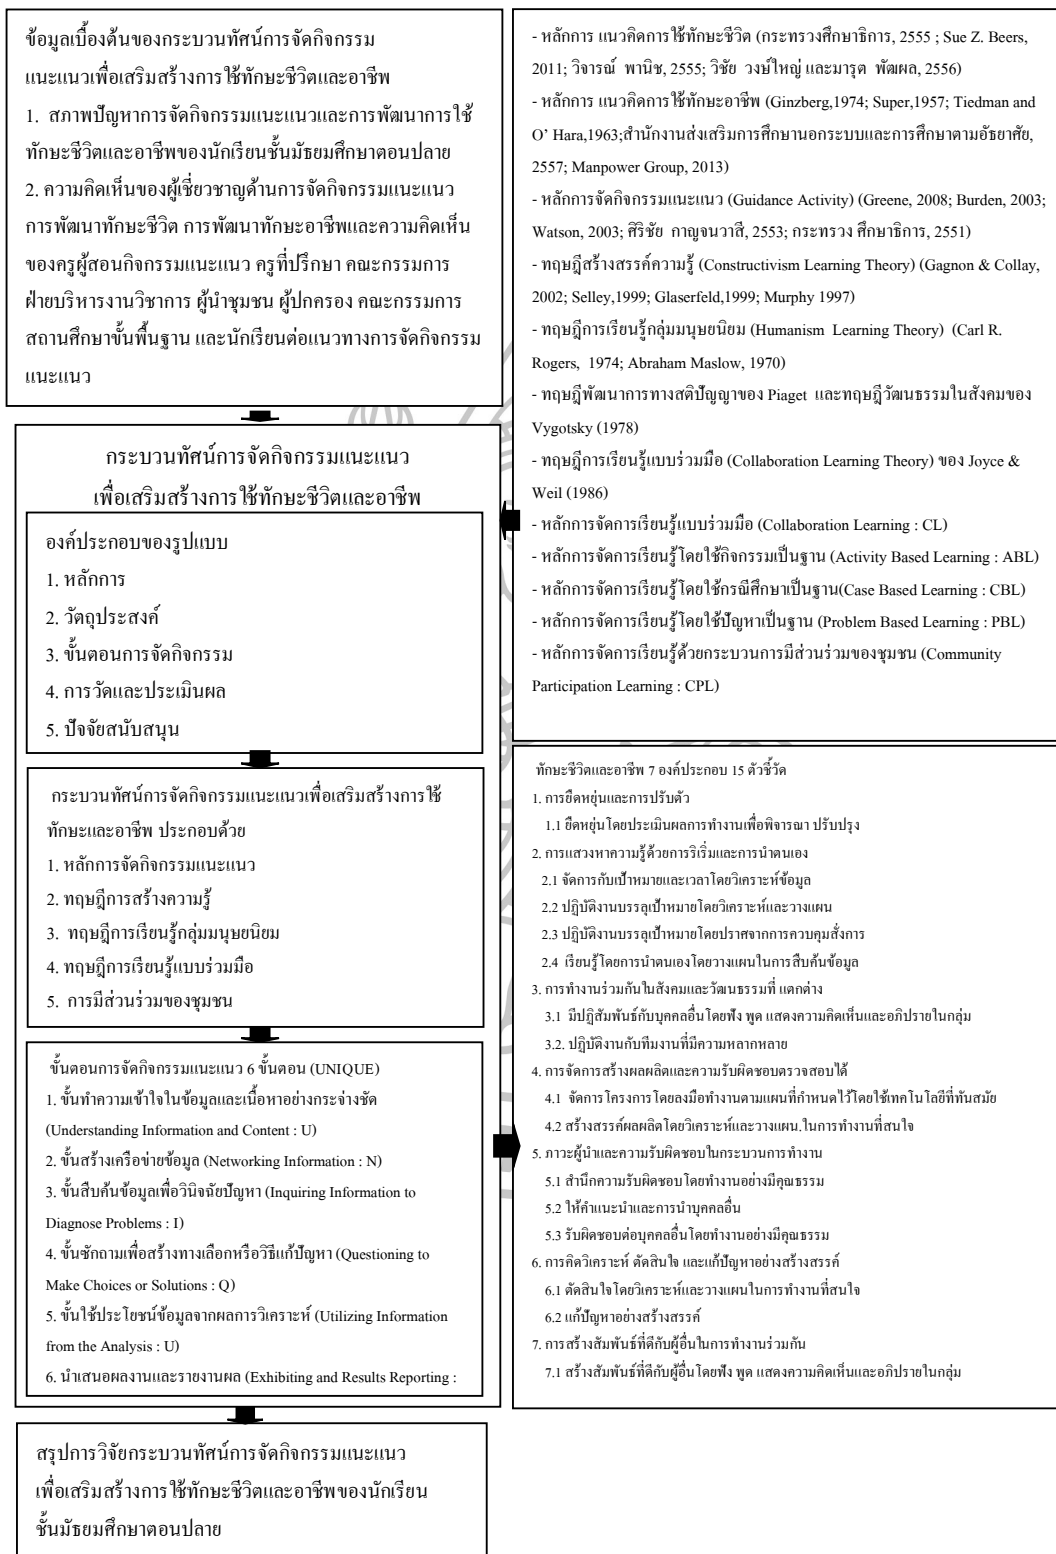 ข้อมูลเบื้องต้นของกระบวนทัศน์การจัดกิจกรรม
แนะแนวเพื่อเสริมสร้างการใช้ทักษะชีวิตและอาชีพ
1. สภาพปัญหาการจัดกิจกรรมแนะแนวและการพัฒนาการใช้
ทักษะชีวิตและอาชีพของนักเรียนชั้นมัธยมศึกษาตอนปลาย
2. ความคิดเห็นของผู้เชี่ยวชาญด้านการจัดกิจกรรมแนะแนว
การพัฒนาทักษะชีวิต การพัฒนาทักษะอาชีพและความคิดเห็น
ของครูผู้สอนกิจกรรมแนะแนว ครูที่ปรึกษา คณะกรรมการ
ฝ่ายบริหารงานวิชาการ ผู้นำชุมชน ผู้ปกครอง คณะกรรมการ
สถานศึกษาขั้นพื้นฐาน และนักเรียนต่อแนวทางการจัดกิจกรรม
แนะแนว
กระบวนทัศน์การจัดกิจกรรมแนะแนว
เพื่อเสริมสร้างการใช้ทักษะชีวิตและอาชีพ
องค์ประกอบของรูปแบบ
1. หลักการ
2. วัตถุประสงค์
3. ขั้นตอนการจัดกิจกรรม
4. การวัดและประเมินผล
5. ปัจจัยสนับสนุน
กระบวนทัศน์การจัดกิจกรรมแนะแนวเพื่อเสริมสร้างการใช้
ทักษะและอาชีพ ประกอบด้วย
1. หลักการจัดกิจกรรมแนะแนว
2. ทฤษฎีการสร้างความรู้
3. ทฤษฎีการเรียนรู้กลุ่มมนุษยนิยม
4. ทฤษฎีการเรียนรู้แบบร่วมมือ
5. การมีส่วนร่วมของชุมชน
ขั้นตอนการจัดกิจกรรมแนะแนว 6 ขั้นตอน (UNIQUE)
1. ขั้นทำความเข้าใจในข้อมูลและเนื้อหาอย่างกระจ่างชัด
(Understanding Information and Content : U)
2. ขั้นสร้างเครือข่ายข้อมูล (Networking Information : N)
3. ขั้นสืบค้นข้อมูลเพื่อวินิจฉัยปัญหา (Inquiring Information to
Diagnose Problems : I)
4. ขั้นซักถามเพื่อสร้างทางเลือกหรือวิธีแก้ปัญหา (Questioning to
Make Choices or Solutions : Q)
5. ขั้นใช้ประโยชน์ข้อมูลจากผลการวิเคราะห์ (Utilizing Information
from the Analysis : U)
6. นำเสนอผลงานและรายงานผล (Exhibiting and Results Reporting :
สรุปการวิจัยกระบวนทัศน์การจัดกิจกรรมแนะแนว
เพื่อเสริมสร้างการใช้ทักษะชีวิตและอาชีพของนักเรียน
ชั้นมัธยมศึกษาตอนปลาย
- หลักการ แนวคิดการใช้ทักษะชีวิต (กระทรวงศึกษาธิการ, 2555 ; Sue Z. Beers,
2011; วิจารณ์ พานิช, 2555; วิชัย วงษ์ใหญ่ และมารุต พัฒผล, 2556)
- หลักการ แนวคิดการใช้ทักษะอาชีพ (Ginzberg,1974; Super,1957; Tiedman and
O' Hara,1963;สำนักงานส่งเสริมการศึกษานอกระบบและการศึกษาตามอัธยาศัย,
2557; Manpower Group, 2013)
- หลักการจัดกิจกรรมแนะแนว (Guidance Activity) (Greene, 2008; Burden, 2003;
Watson, 2003; ศิริชัย กาญจนวาสี, 2553; กระทรวง ศึกษาธิการ, 2551)
- ทฤษฎีสร้างสรรค์ความรู้ (Constructivism Learning Theory) (Gagnon & Collay,
2002; Selley,1999; Glaserfeld,1999; Murphy 1997)
- ทฤษฎีการเรียนรู้กลุ่มมนุษยนิยม (Humanism Learning Theory) (Carl R.
Rogers, 1974; Abraham Maslow, 1970)
- ทฤษฎีพัฒนาการทางสติปัญญาของ Piaget และทฤษฎีวัฒนธรรมในสังคมของ
Vygotsky (1978)
- ทฤษฎีการเรียนรู้แบบร่วมมือ (Collaboration Learning Theory) ของ Joyce &
Weil (1986)
- หลักการจัดการเรียนรู้แบบร่วมมือ (Collaboration Learning : CL)
- หลักการจัดการเรียนรู้โดยใช้กิจกรรมเป็นฐาน (Activity Based Learning : ABL)
- หลักการจัดการเรียนรู้โดยใช้กรณีศึกษาเป็นฐาน(Case Based Learning : CBL)
- หลักการจัดการเรียนรู้โดยใช้ปัญหาเป็นฐาน (Problem Based Learning : PBL)
- หลักการจัดการเรียนรู้ด้วยกระบวนการมีส่วนร่วมของชุมชน (Community
Participation Learning : CPL)
ทักษะชีวิตและอาชีพ 7 องค์ประกอบ 15 ตัวชี้วัด
1. การยืดหยุ่นและการปรับตัว
1.1 ยืดหยุ่นโดยประเมินผลการทำงานเพื่อพิจารณา ปรับปรุง
2. การแสวงหาความรู้ด้วยการริเริ่มและการนำตนเอง
2.1 จัดการกับเป้าหมายและเวลาโดยวิเคราะห์ข้อมูล
2.2 ปฏิบัติงานบรรลุเป้าหมายโดยวิเคราะห์และวางแผน
2.3 ปฏิบัติงานบรรลุเป้าหมายโดยปราศจากการควบคุมสั่งการ
2.4 เรียนรู้โดยการนำตนเองโดยวางแผนในการสืบค้นข้อมูล
3. การทำงานร่วมกันในสังคมและวัฒนธรรมที่ แตกต่าง
3.1 มีปฏิสัมพันธ์กับบุคคลอื่นโดยฟัง พูด แสดงความคิดเห็นและอภิปรายในกลุ่ม
3.2. ปฏิบัติงานกับทีมงานที่มีความหลากหลาย
4. การจัดการสร้างผลผลิตและความรับผิดชอบตรวจสอบได้
4.1 จัดการโครงการโดยลงมือทำงานตามแผนที่กำหนดไว้โดยใช้เทคโนโลยีที่ทันสมัย
4.2 สร้างสรรค์ผลผลิตโดยวิเคราะห์และวางแผน.ในการทำงานที่สนใจ
5. ภาวะผู้นำและความรับผิดชอบในกระบวนการทำงาน
5.1 สำนึกความรับผิดชอบโดยทำงานอย่างมีคุณธรรม
5.2 ให้คำแนะนำและการนำบุคคลอื่น
5.3 รับผิดชอบต่อบุคคลอื่นโดยทำงานอย่างมีคุณธรรม
6. การคิดวิเคราะห์ ตัดสินใจ และแก้ปัญหาอย่างสร้างสรรค์
6.1 ตัดสินใจโดยวิเคราะห์และวางแผนในการทำงานที่สนใจ
6.2 แก้ปัญหาอย่างสร้างสรรค์
7. การสร้างสัมพันธ์ที่ดีกับผู้อื่นในการทำงานร่วมกัน
7.1 สร้างสัมพันธ์ที่ดีกับผู้อื่นโดยฟัง พูด แสดงความคิดเห็นและอภิปรายในกลุ่ม